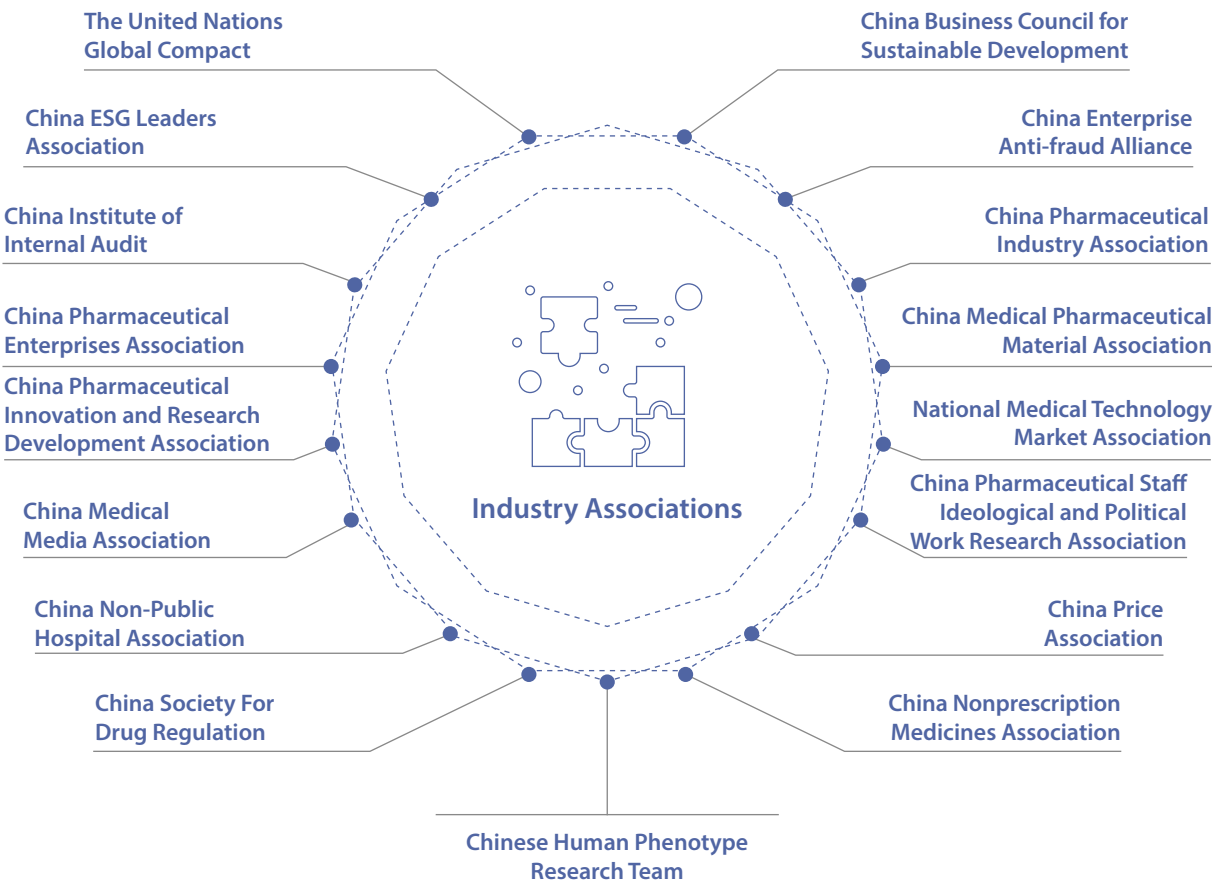 The United Nations
Global Compact
China ESG Leaders
Association
China Institute of
Internal Audit
China Pharmaceutical
Enterprises Association
China Pharmaceutical
Innovation and Research
Development Association
China Medical
Media Association
China Non-Public
Hospital Association
China Society For
Drug Regulation
China Business Council for
Sustainable Development
China Enterprise
Anti-fraud Alliance
China Pharmaceutical
Industry Association
China Medical Pharmaceutical
Material Association
National Medical Technology
Market Association
China Pharmaceutical Staff
Ideological and Political
Work Research Association
China Price
Association
China Nonprescription
Medicines Association
Industry Associations
Chinese Human Phenotype
Research Team